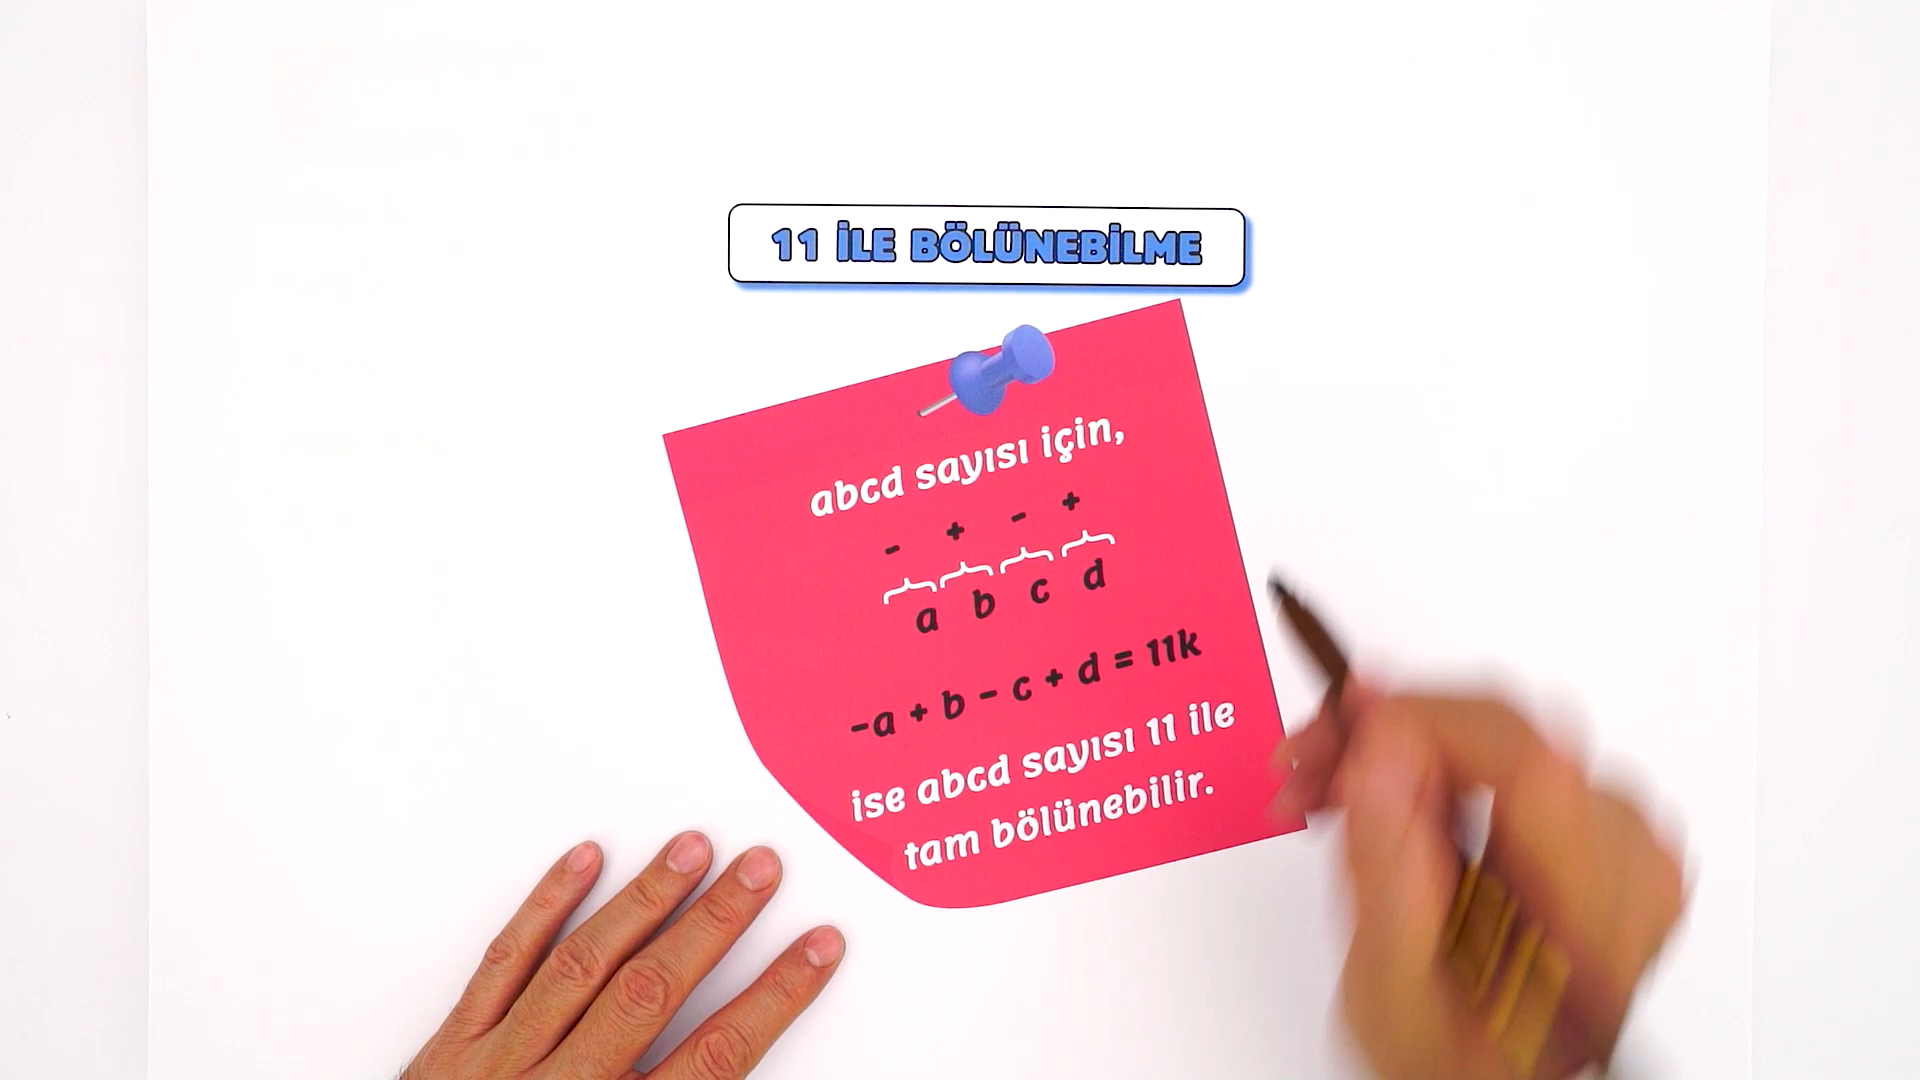 11 İLE BÖLÜNEBİLME
abcd sayısı için,
- + - +
a b c d
-a + b - c + d = 11k
ise abcd sayısı 11 ile
tam bölünebilir.